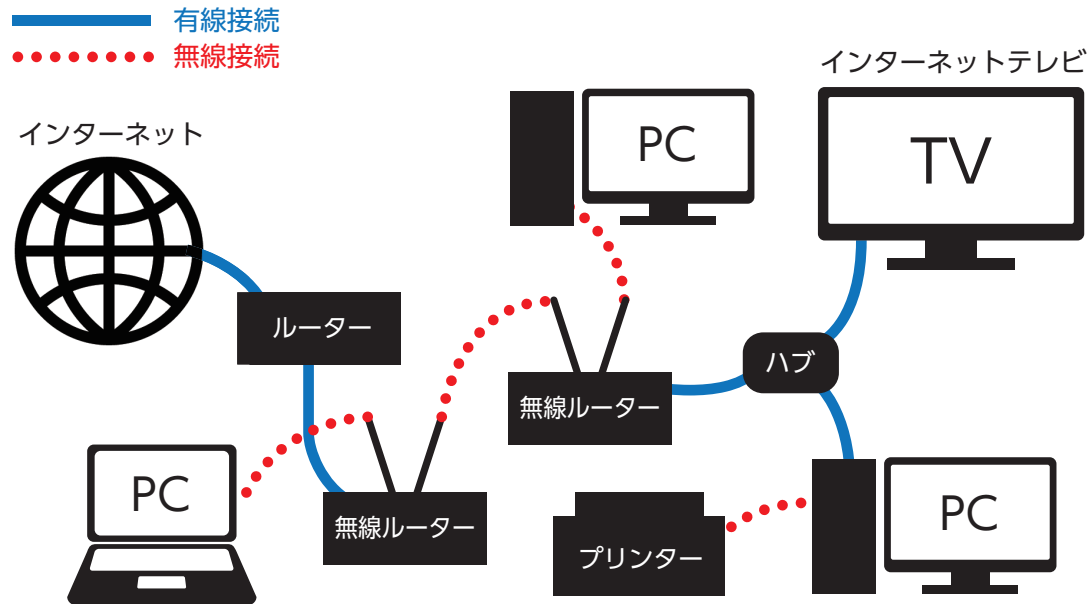 有線接続
無線接続
インターネットテレビ
インターネット
PC
TV
ルーター
ハブ
無線ルーター
PC
無線ルーター
プリンター
PC